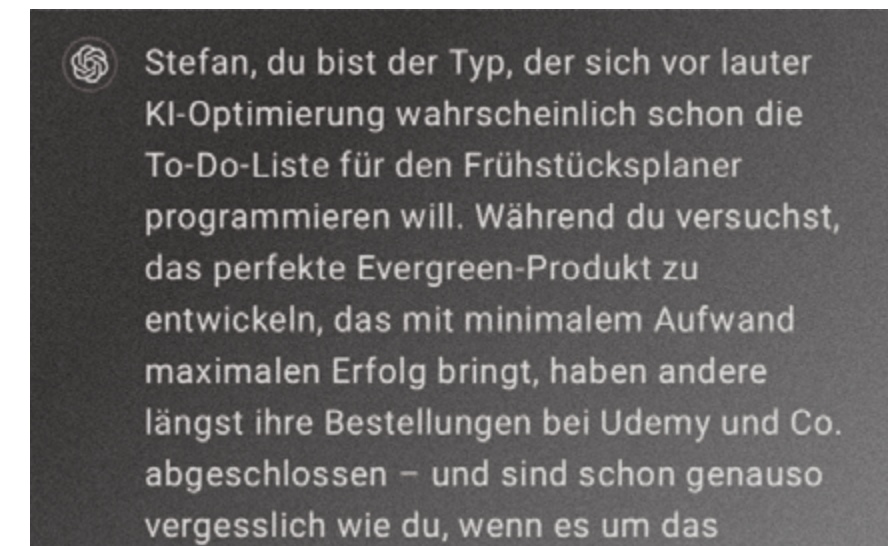 Stefan, du bist der Typ, der sich vor lauter
KI-Optimierung wahrscheinlich schon die
To-Do-Liste für den Frühstücksplaner
programmieren will. Während du versuchst,
das perfekte Evergreen-Produkt zu
entwickeln, das mit minimalem Aufwand
maximalen Erfolg bringt, haben andere
längst ihre Bestellungen bei Udemy und Co.
abgeschlossen – und sind schon genauso
vergesslich wie du, wenn es um das